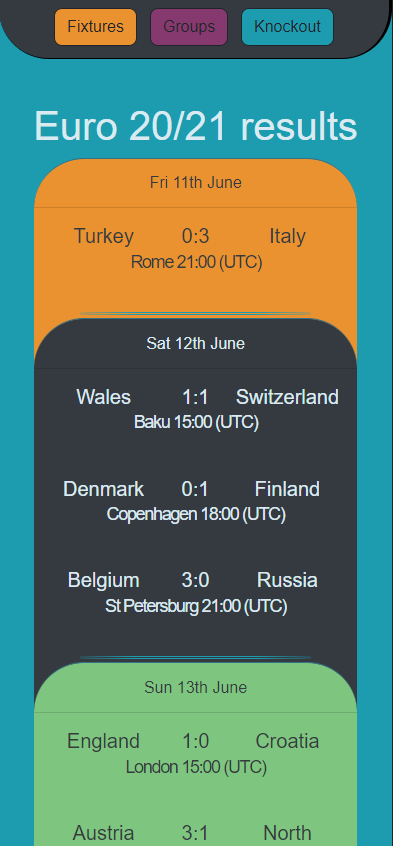 Fixtures Groups Knockout
Euro 20/21 results
Fri 11th June
Turkey 0:3 Italy
Rome 21:00 (UTC)
Sat 12th June
Wales 1:1 Switzerland
Baku 15:00 (UTC)
Denmark 0:1 Finland
Copenhagen 18:00 (UTC)
Belgium 3:0 Russia
St Petersburg 21:00 (UTC)
Sun 13th June
England 1:0 Croatia
London 15:00 (UTC)
Austria 3:1 North